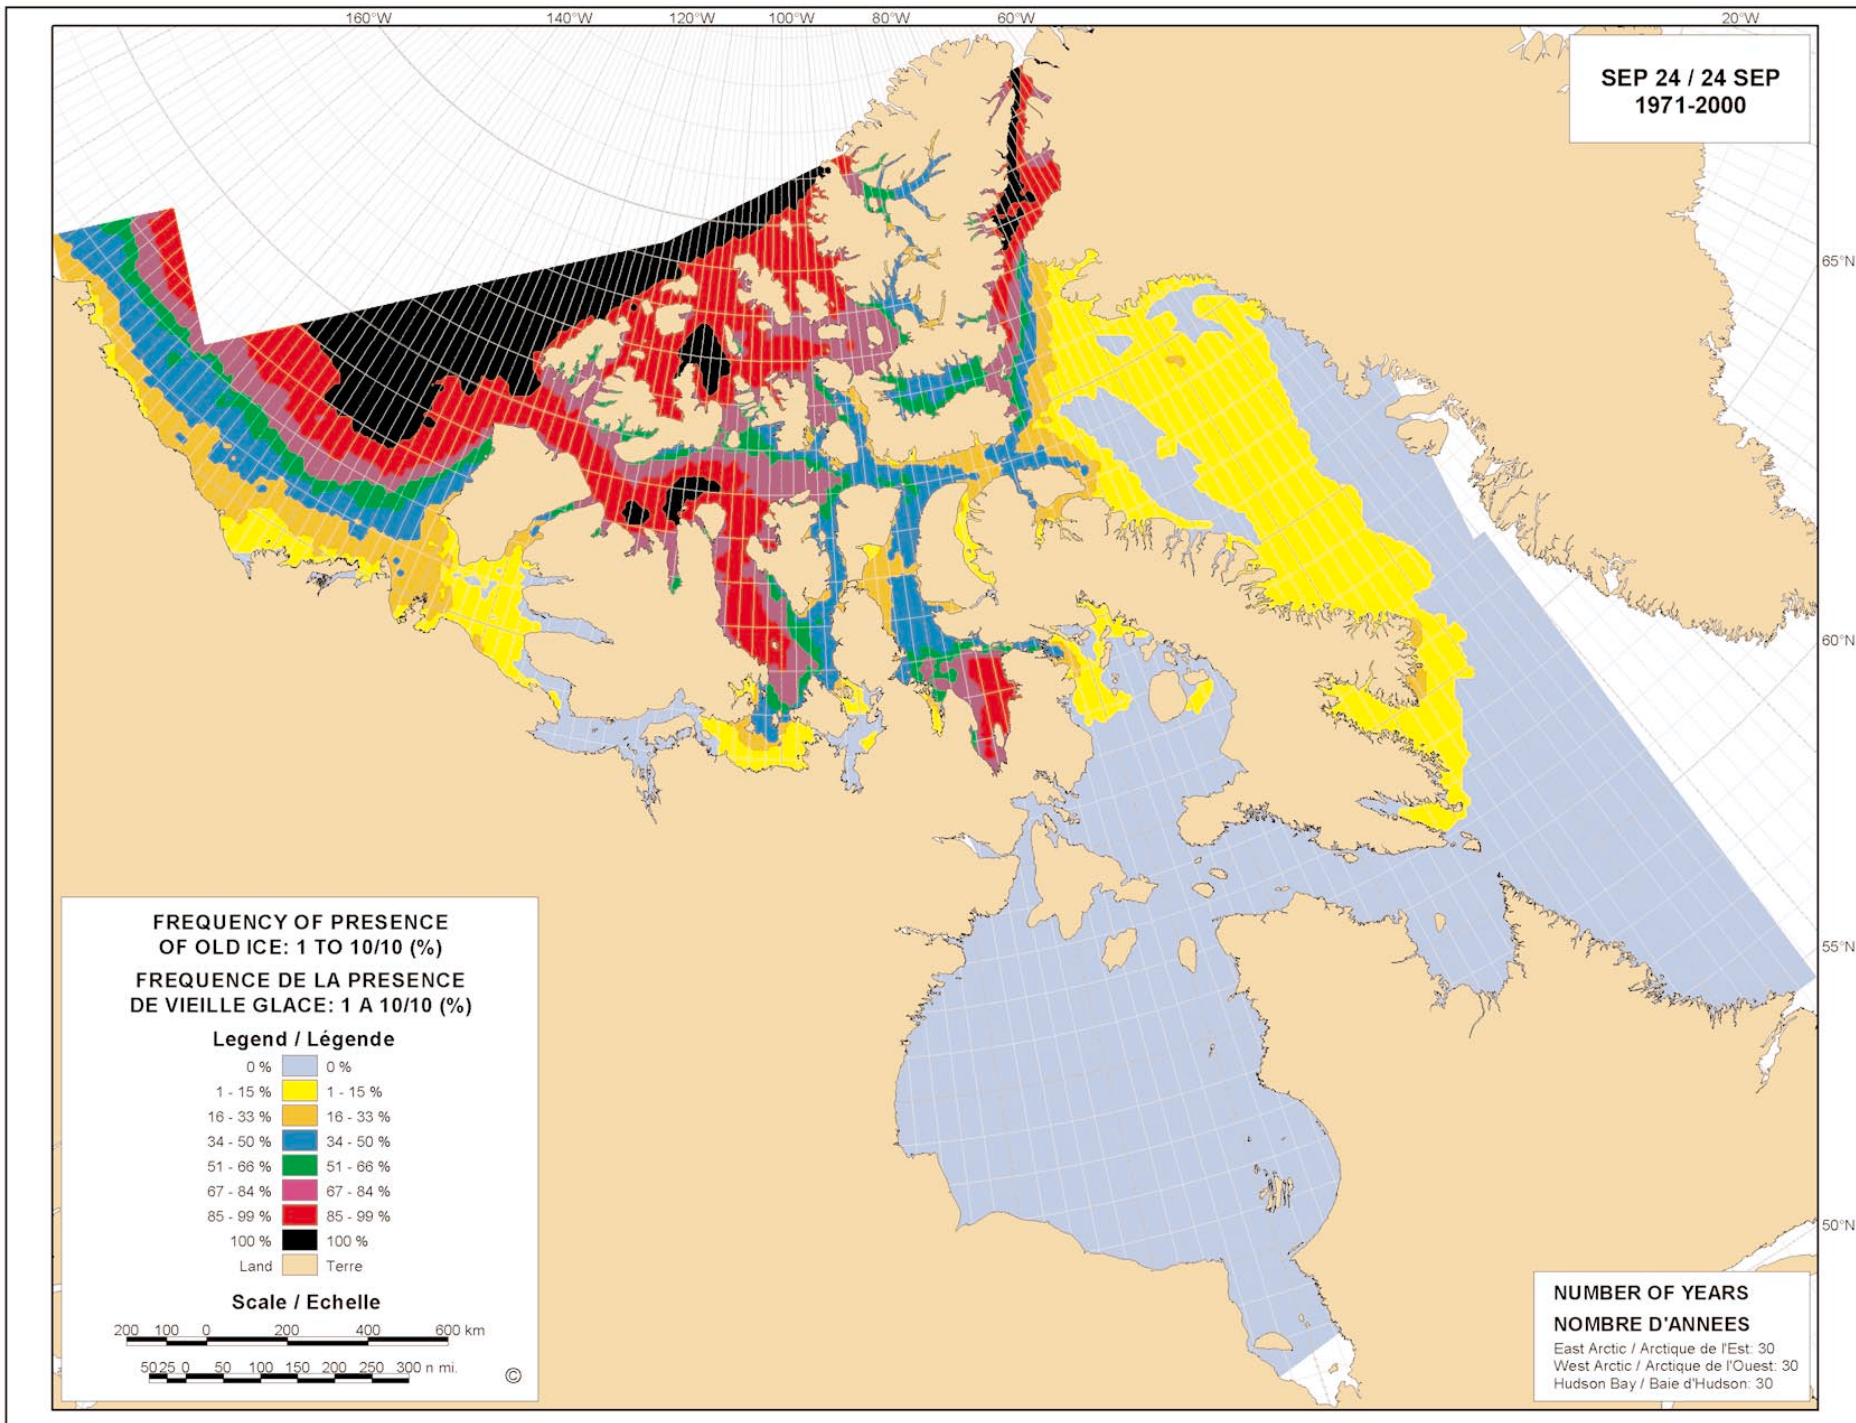 160°W 140°W 120°W 100°W 80°W 60°W 20°W
SEP 24 / 24 SEP
1971-2000
65°N
60°N
55°N
50°N
FREQUENCY OF PRESENCE
OF OLD ICE: 1 TO 10/10 (%)
FREQUENCE DE LA PRESENCE
DE VIEILLE GLACE: 1 A 10/10 (%)
Legend / Légende
0 % 0 %
1 - 15 % 1 - 15 %
16 - 33 % 16 - 33 %
34 - 50 % 34 - 50 %
51 - 66 % 51 - 66 %
67 - 84 % 67 - 84 %
85 - 99 % 85 - 99 %
100 % 100 %
Land Terre
Scale / Echelle
200 100 0 200 400 600 km
50 25 0 50 100 150 200 250 300 n mi.
©
NUMBER OF YEARS
NOMBRE D'ANNEES
East Arctic / Arctique de l'Est: 30
West Arctic / Arctique de l'Ouest: 30
Hudson Bay / Baie d'Hudson: 30